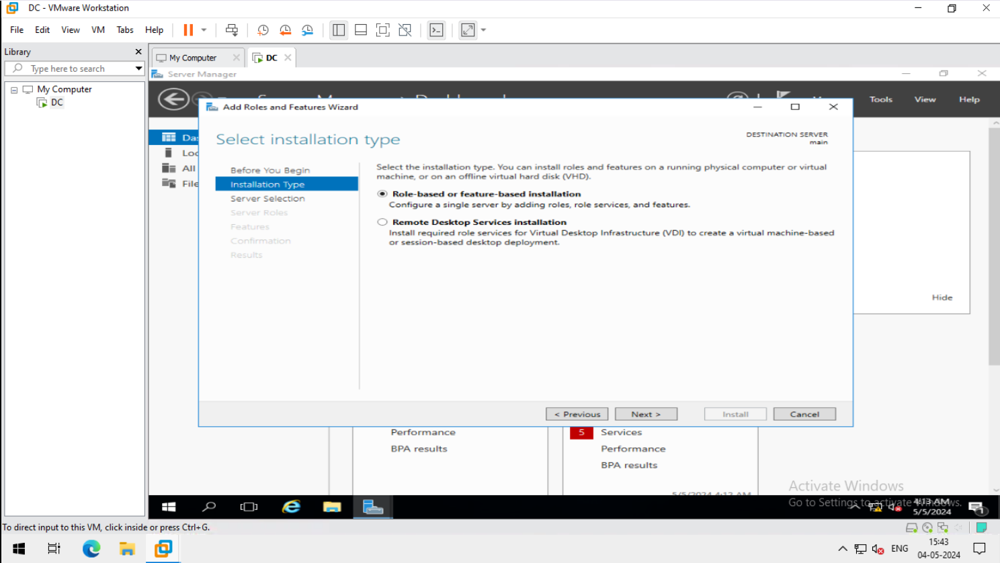 DC - VMware Workstation
File Edit View VM Tabs Help
Library
Type here to search
My Computer
DC
My Computer
DC
Server Manager
Tools View Help
Add Roles and Features Wizard
Select installation type
DESTINATION SERVER
main
Before You Begin
Installation Type
Server Selection
Server Roles
Features
Confirmation
Results
Select the installation type. You can install roles and features on a running physical computer or virtual
machine, or on an offline virtual hard disk (VHD).
Role-based or feature-based installation
Configure a single server by adding roles, role services, and features.
Remote Desktop Services installation
Install required role services for Virtual Desktop Infrastructure (VDI) to create a virtual machine-based
or session-based desktop deployment.
All
Hide
< Previous Next > Install Cancel
Performance
BPA results
5 Services
Performance
BPA results
5/5/2024 4:12 AM
Activate Windows
Go to Settings to activate Windows.
4:13 AM
5/5/2024
1
To direct input to this VM, click inside or press Ctrl+G.
ENG
15:43
04-05-2024